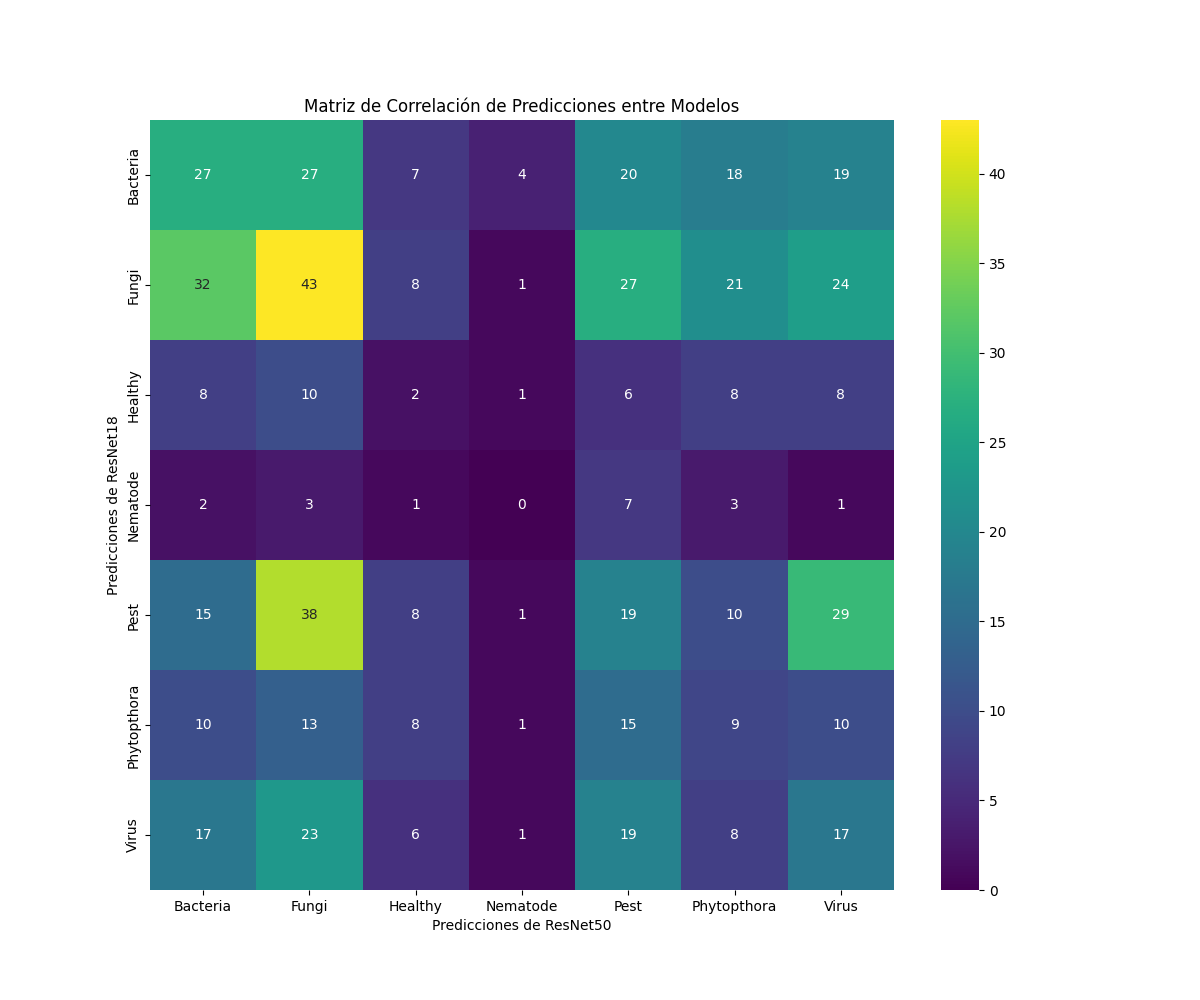 Matriz de Correlación de Predicciones entre Modelos
Predicciones de ResNet18
Bacteria 27 27 7 4 20 18 19
Fungi 32 43 8 1 27 21 24
Healthy 8 10 2 1 6 8 8
Nematode 2 3 1 0 7 3 1
Pest 15 38 8 1 19 10 29
Phytopthora 10 13 8 1 15 9 10
Virus 17 23 6 1 19 8 17
Bacteria Fungi Healthy Nematode Pest Phytopthora Virus
Predicciones de ResNet50
40
35
30
25
20
15
10
5
0